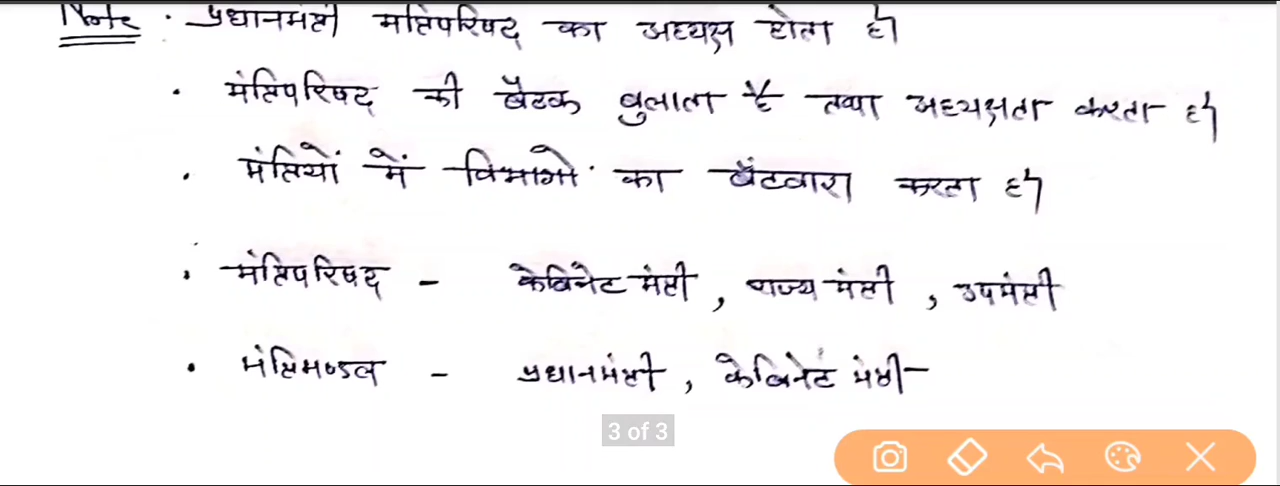 Note · प्रधानमंत्री मंत्रिपरिषद का अध्यक्ष होता है।
· मंत्रिपरिषद की बैठक बुलाता है तथा अध्यक्षता करता है।
· मंत्रियों में विभागों का बँटवारा करता है।
· मंत्रिपरिषद - केबिनेट मंत्री , राज्य मंत्री , उपमंत्री
· मंत्रिमण्डल - प्रधानमंत्री , केबिनेट मंत्री
3 of 3